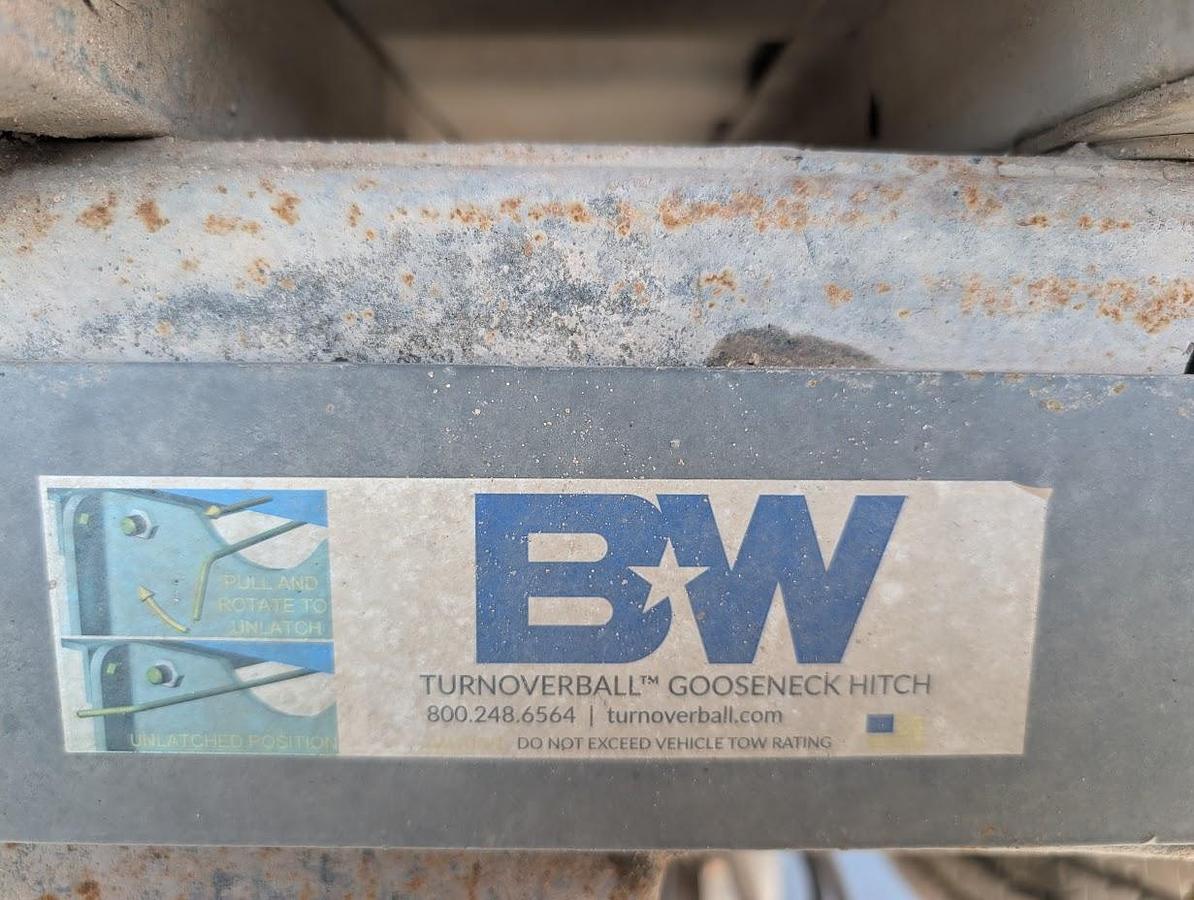 PULL AND
ROTATE TO
UNLATCH
UNLATCHED POSITION
B W
TURNOVERBALL™ GOOSENECK HITCH
800.248.6564 | turnoverball.com
DO NOT EXCEED VEHICLE TOW RATING